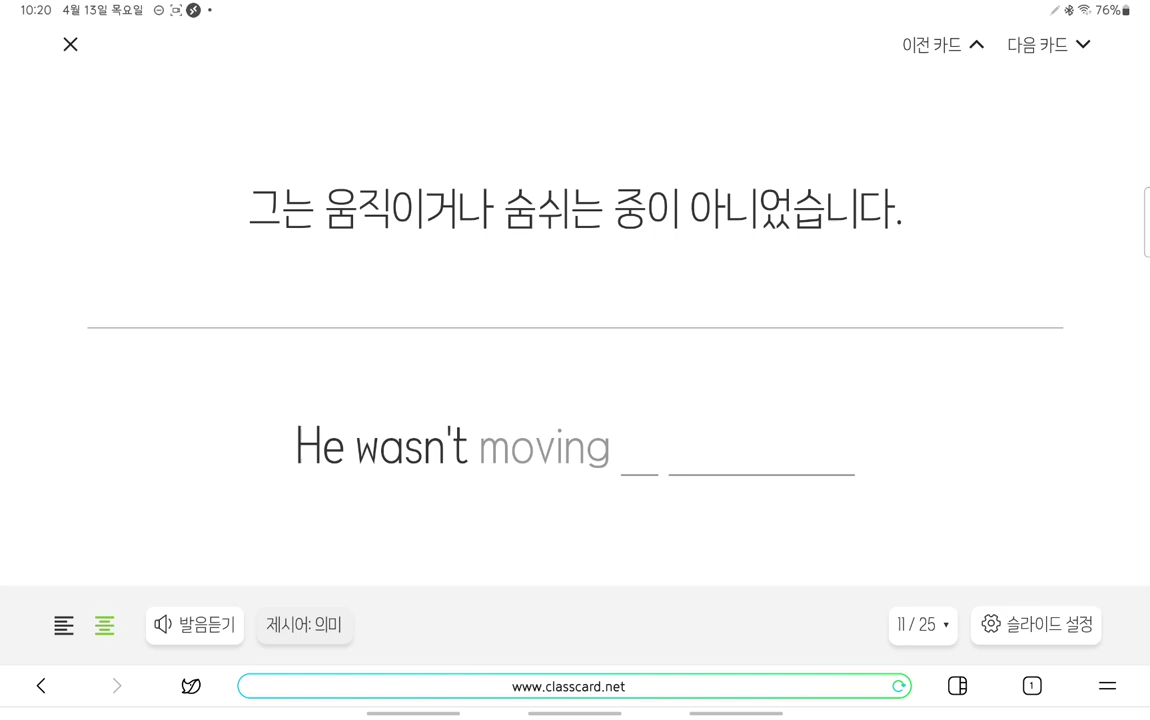 10:20 4월 13일 목요일 76%
이전 카드 다음 카드
그는 움직이거나 숨쉬는 중이 아니었습니다.
He wasn't moving __ ________
발음듣기 제시어: 의미 11 / 25 슬라이드 설정
www.classcard.net 1